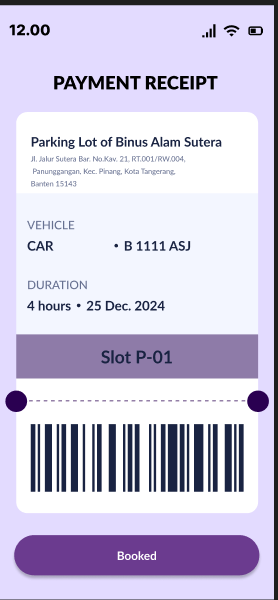 12.00
PAYMENT RECEIPT
Parking Lot of Binus Alam Sutera
Jl. Jalur Sutera Bar. No.Kav. 21, RT.001/RW.004,
Panunggangan, Kec. Pinang, Kota Tangerang,
Banten 15143
VEHICLE
CAR • B 1111 ASJ
DURATION
4 hours • 25 Dec. 2024
Slot P-01
Booked